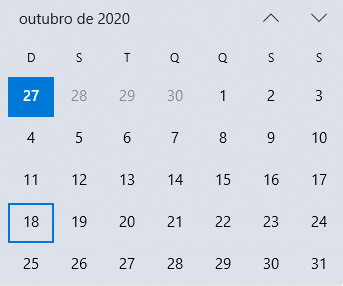 outubro de 2020
D S T Q Q S S
27 28 29 30 1 2 3
4 5 6 7 8 9 10
11 12 13 14 15 16 17
18 19 20 21 22 23 24
25 26 27 28 29 30 31